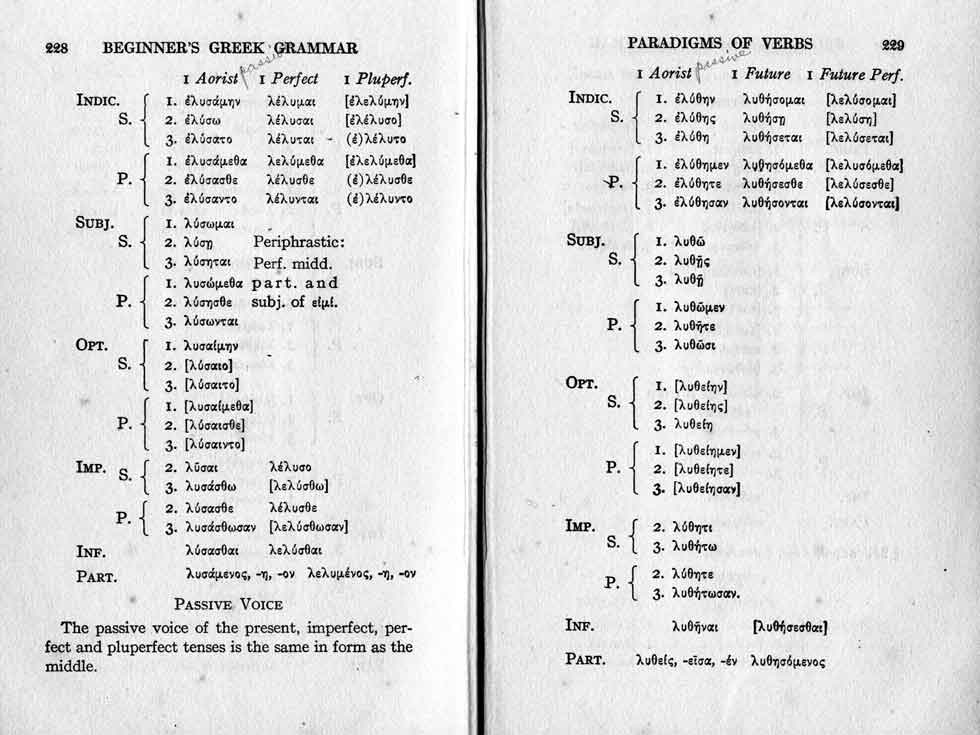 228 BEGINNER'S GREEK GRAMMAR
passive
1 Aorist 1 Perfect 1 Pluperf.
INDIC. 1. ἐλυσάμην λέλυμαι [ἐλελύμην]
S. 2. ἐλύσω λέλυσαι [ἐλέλυσο]
3. ἐλύσατο λέλυται (ἐ)λέλυτο
1. ἐλυσάμεθα λελύμεθα [ἐλελύμεθα]
P. 2. ἐλύσασθε λέλυσθε (ἐ)λέλυσθε
3. ἐλύσαντο λέλυνται (ἐ)λέλυντο
SUBJ. 1. λύσωμαι
S. 2. λύσῃ Periphrastic:
3. λύσηται Perf. midd.
1. λυσώμεθα part. and
P. 2. λύσησθε subj. of εἰμί.
3. λύσωνται
OPT. 1. λυσαίμην
S. 2. [λύσαιο]
3. [λύσαιτο]
1. [λυσαίμεθα]
P. 2. [λύσαισθε]
3. [λύσαιντο]
IMP. S. 2. λῦσαι λέλυσο
3. λυσάσθω [λελύσθω]
P. 2. λύσασθε λέλυσθε
3. λυσάσθωσαν [λελύσθωσαν]
INF. λύσασθαι λελύσθαι
PART. λυσάμενος, -η, -ον λελυμένος, -η, -ον
PASSIVE VOICE
The passive voice of the present, imperfect, per-
fect and pluperfect tenses is the same in form as the
middle.
PARADIGMS OF VERBS 229
passive
1 Aorist 1 Future 1 Future Perf.
INDIC. 1. ἐλύθην λυθήσομαι [λελύσομαι]
S. 2. ἐλύθης λυθήσῃ [λελύσῃ]
3. ἐλύθη λυθήσεται [λελύσεται]
1. ἐλύθημεν λυθησόμεθα [λελυσόμεθα]
P. 2. ἐλύθητε λυθήσεσθε [λελύσεσθε]
3. ἐλύθησαν λυθήσονται [λελύσονται]
SUBJ. 1. λυθῶ
S. 2. λυθῇς
3. λυθῇ
1. λυθῶμεν
P. 2. λυθῆτε
3. λυθῶσι
OPT. 1. [λυθείην]
S. 2. [λυθείης]
3. λυθείη
1. [λυθείημεν]
P. 2. [λυθείητε]
3. [λυθείησαν]
IMP. 2. λύθητι
S. 3. λυθήτω
P. 2. λύθητε
3. λυθήτωσαν.
INF. λυθῆναι [λυθήσεσθαι]
PART. λυθείς, -εῖσα, -έν λυθησόμενος